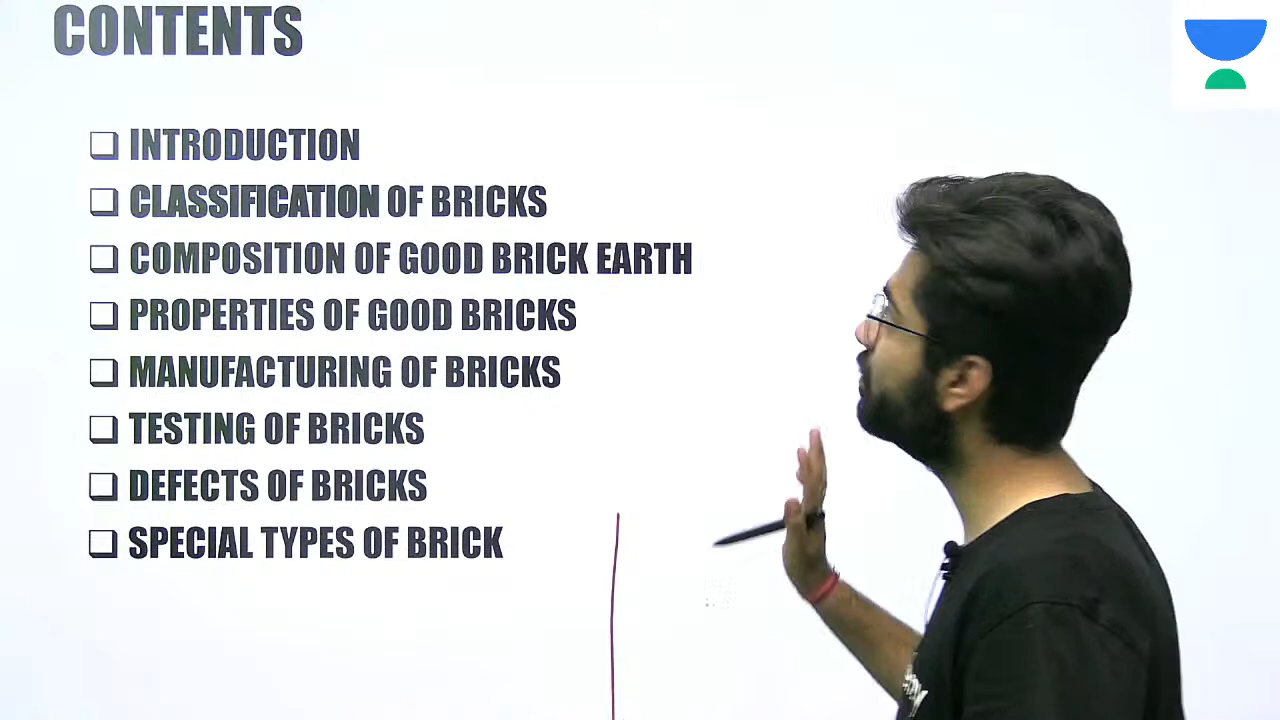 CONTENTS
INTRODUCTION
CLASSIFICATION OF BRICKS
COMPOSITION OF GOOD BRICK EARTH
PROPERTIES OF GOOD BRICKS
MANUFACTURING OF BRICKS
TESTING OF BRICKS
DEFECTS OF BRICKS
SPECIAL TYPES OF BRICK